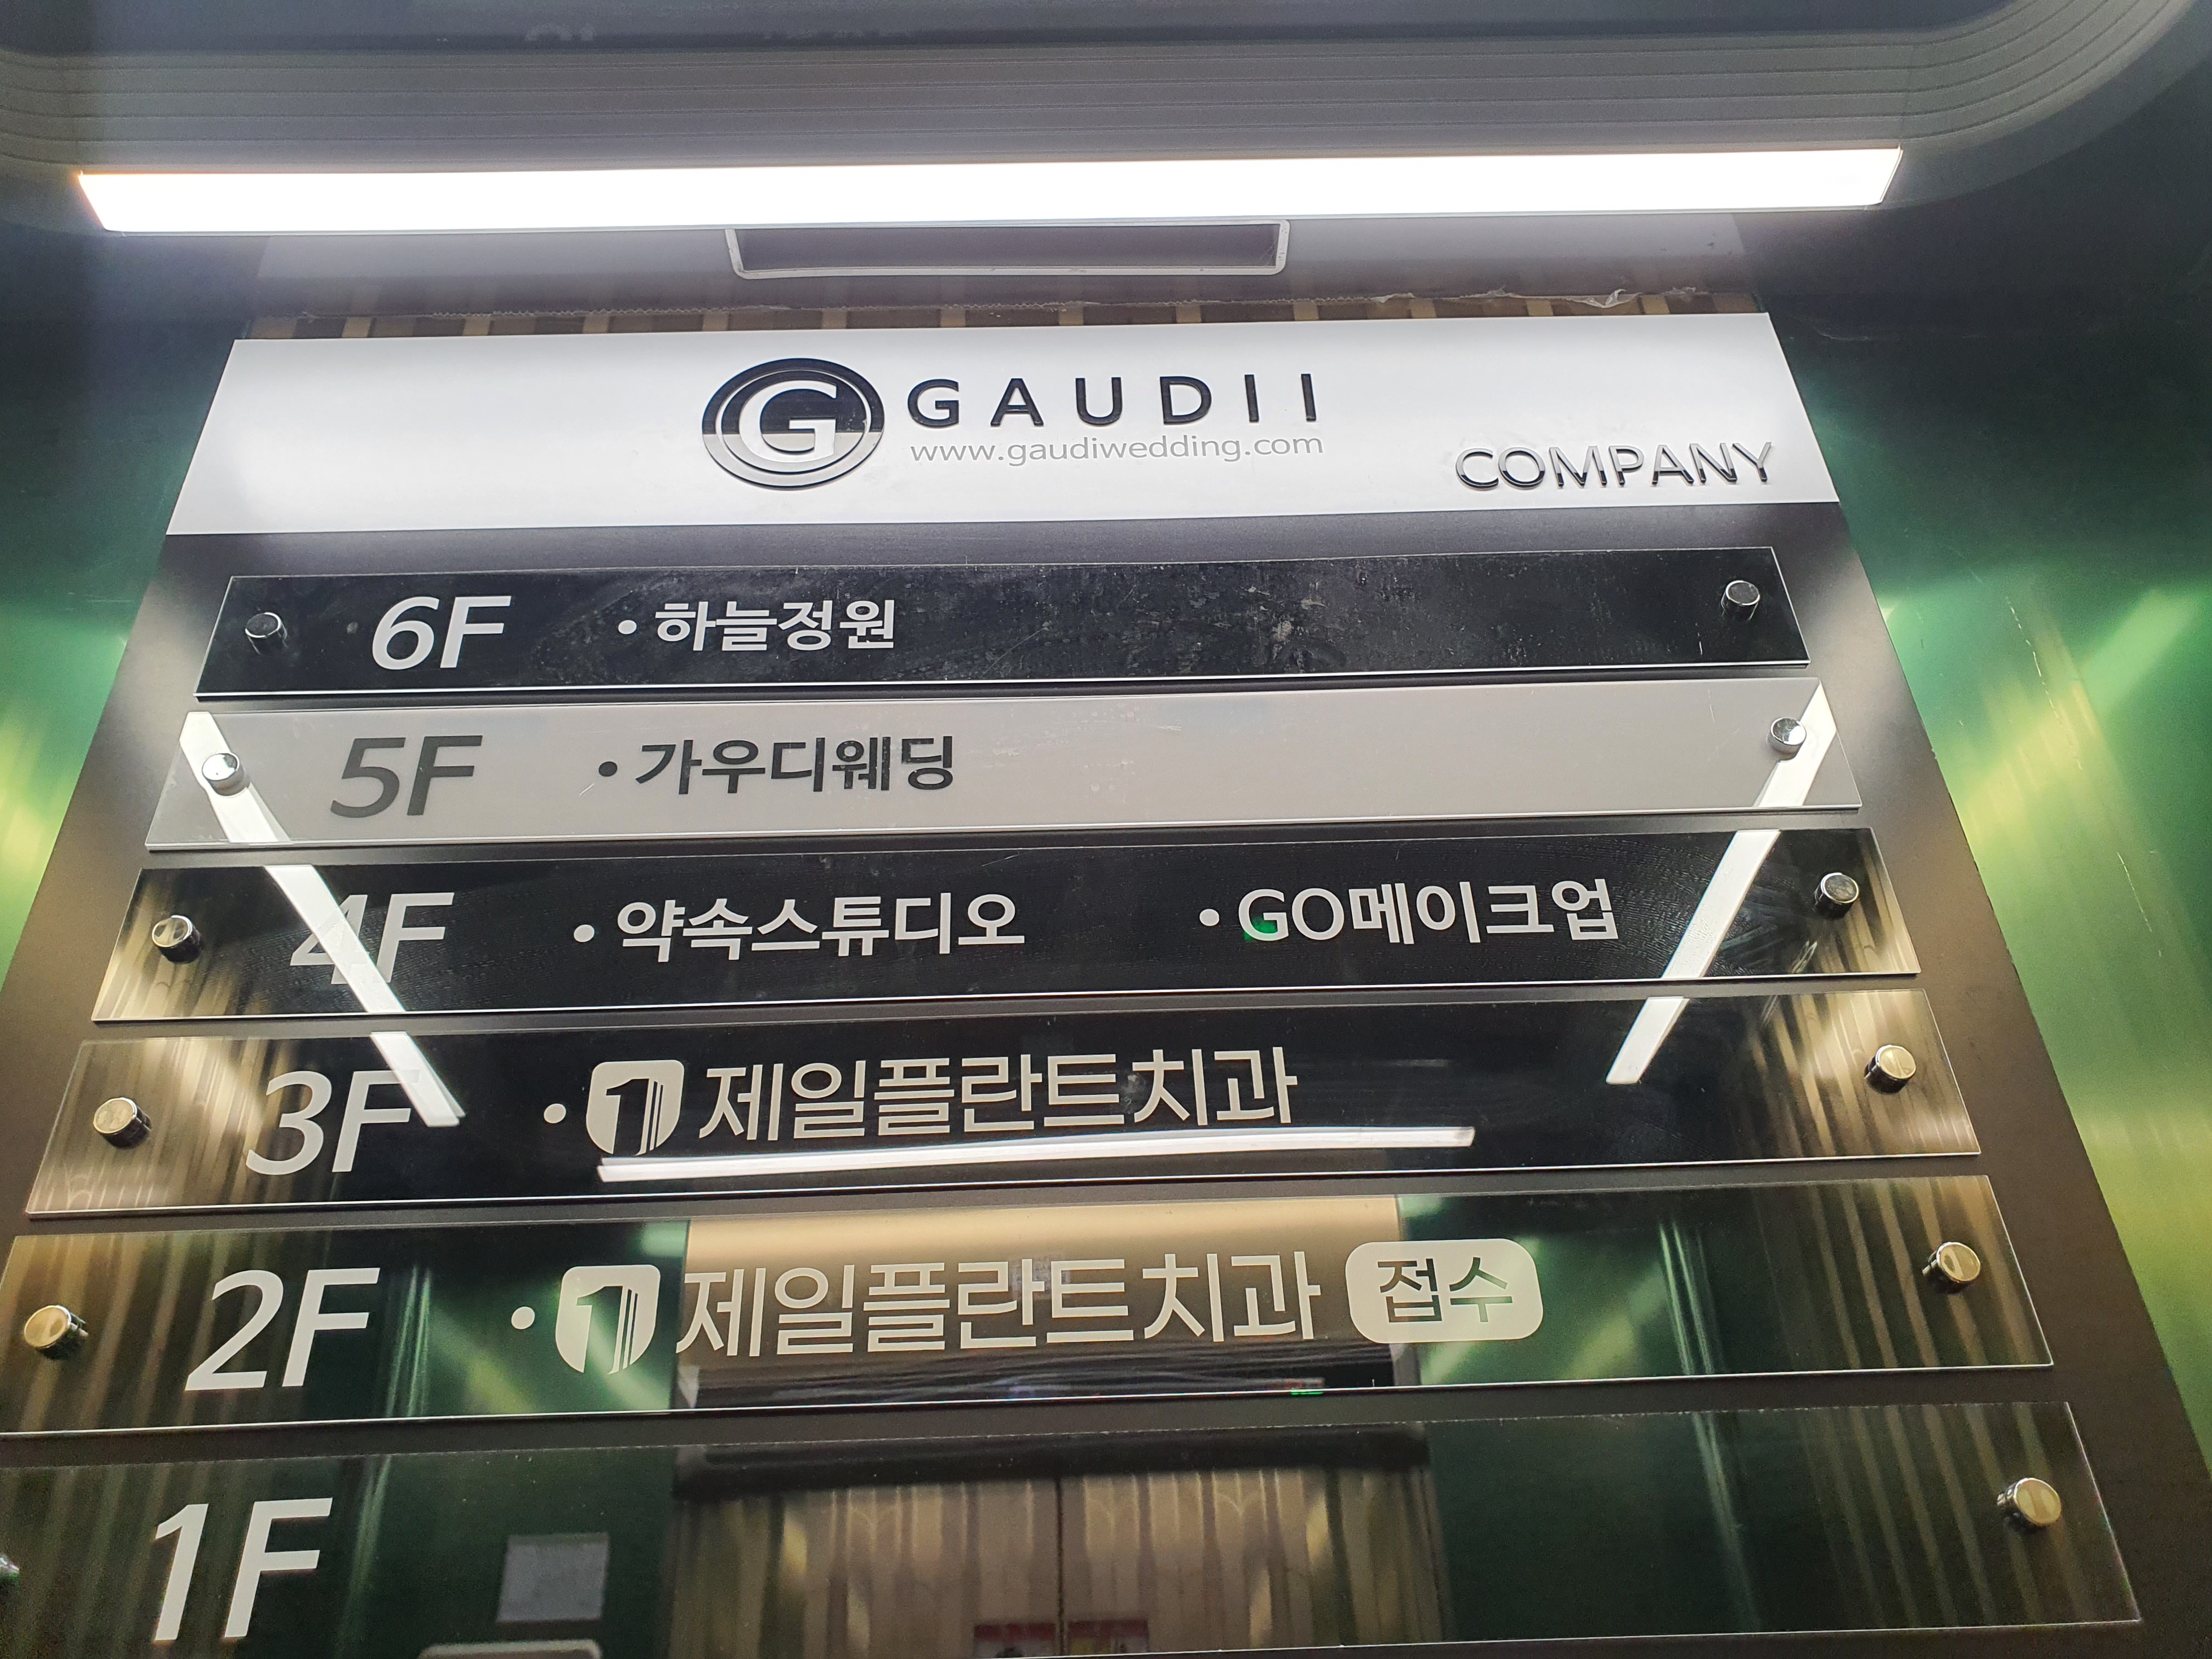 G GAUDII
www.gaudiwedding.com
COMPANY
6F • 하늘정원
5F • 가우디웨딩
4F • 약속스튜디오 • GO메이크업
3F • 1 제일플란트치과
2F • 1 제일플란트치과 접수
1F